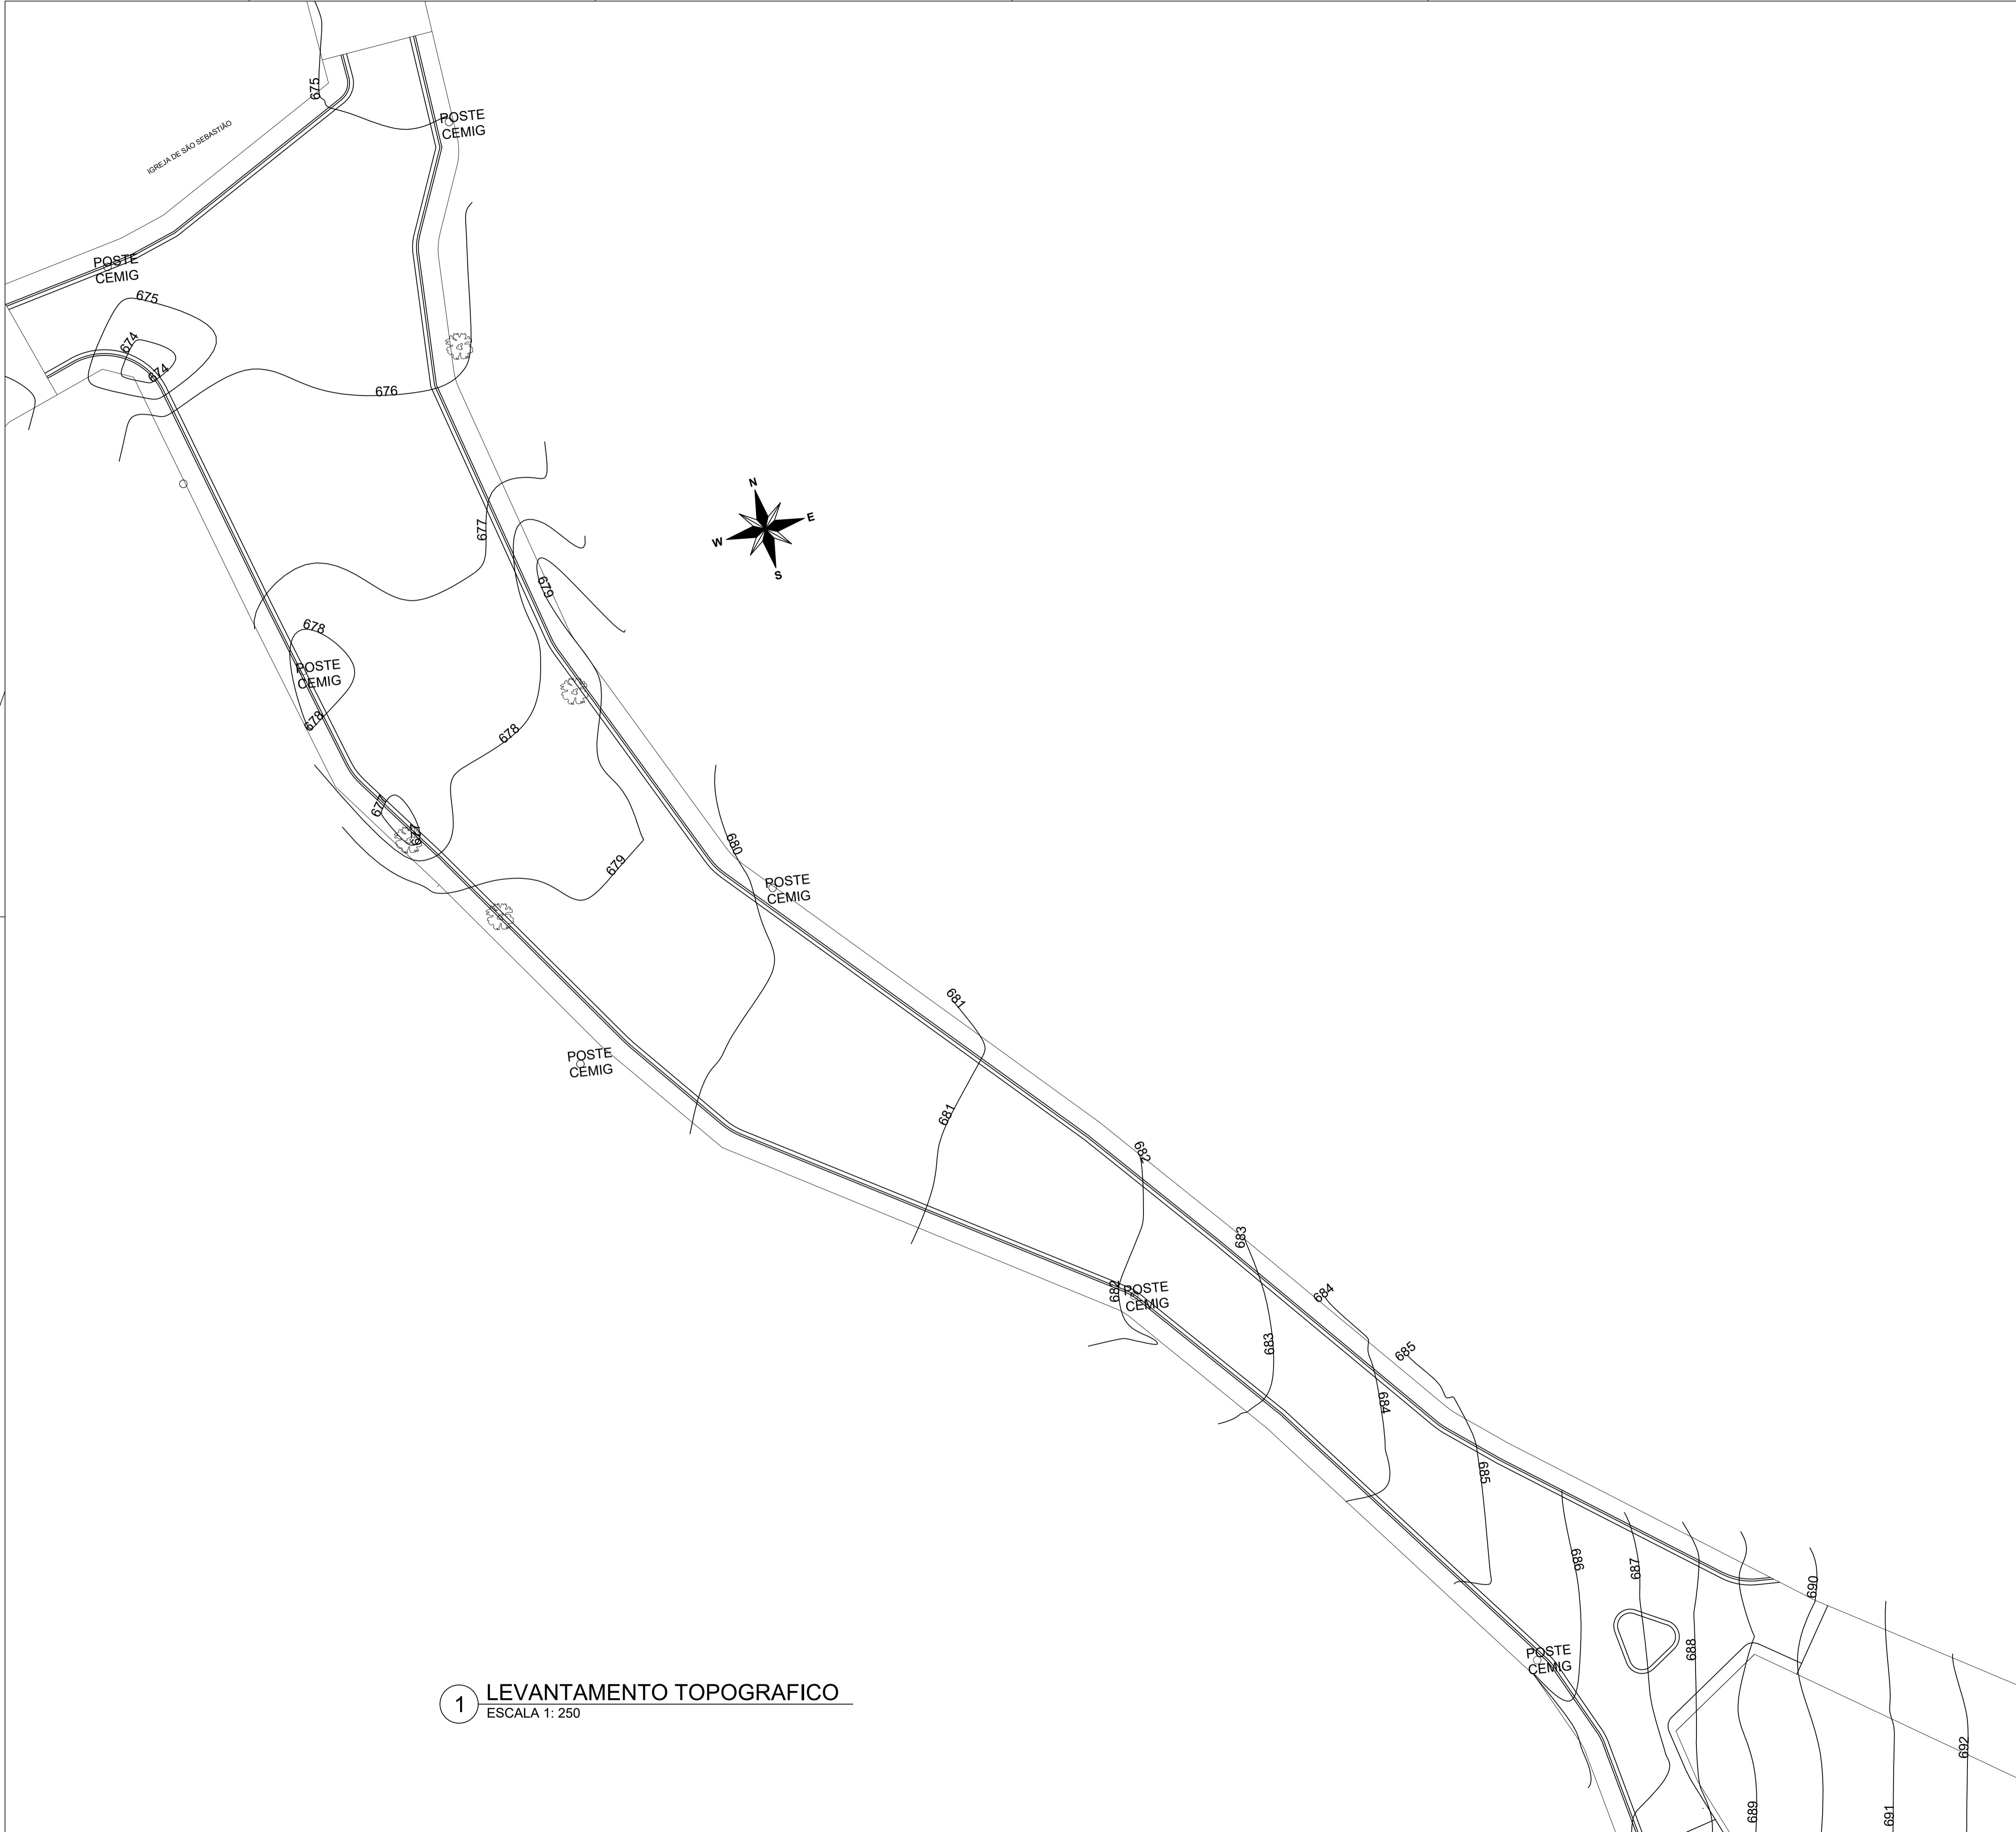 675
POSTE
CEMIG
IGREJA DE SÃO SEBASTIÃO
POSTE
CEMIG
675
674
674
676
N
E
W
S
677
679
678
POSTE
CEMIG
678
678
677
677
680
679
POSTE
CEMIG
681
POSTE
CEMIG
681
682
683
682
POSTE
CEMIG
684
683
685
684
685
686
687
690
688
POSTE
CEMIG
1
LEVANTAMENTO TOPOGRAFICO
ESCALA 1: 250
692
689
691